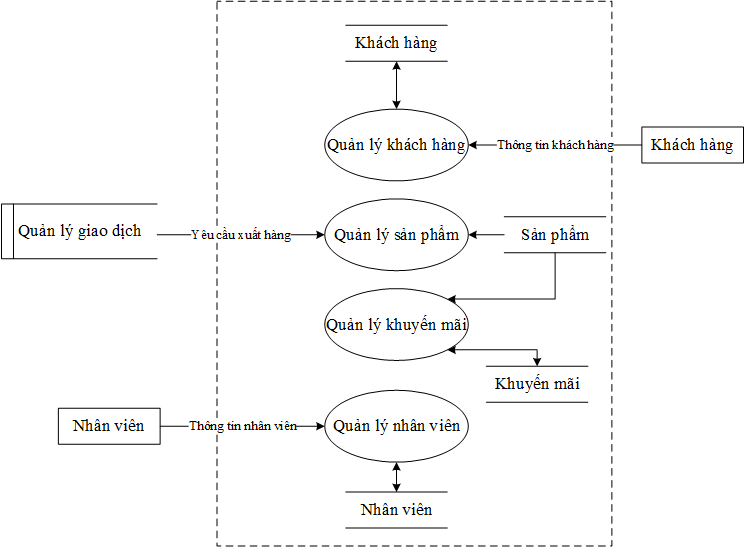 Khách hàng
Quản lý khách hàng
Thông tin khách hàng
Khách hàng
Quản lý giao dịch
Yêu cầu xuất hàng
Quản lý sản phẩm
Sản phẩm
Quản lý khuyến mãi
Khuyến mãi
Nhân viên
Thông tin nhân viên
Quản lý nhân viên
Nhân viên